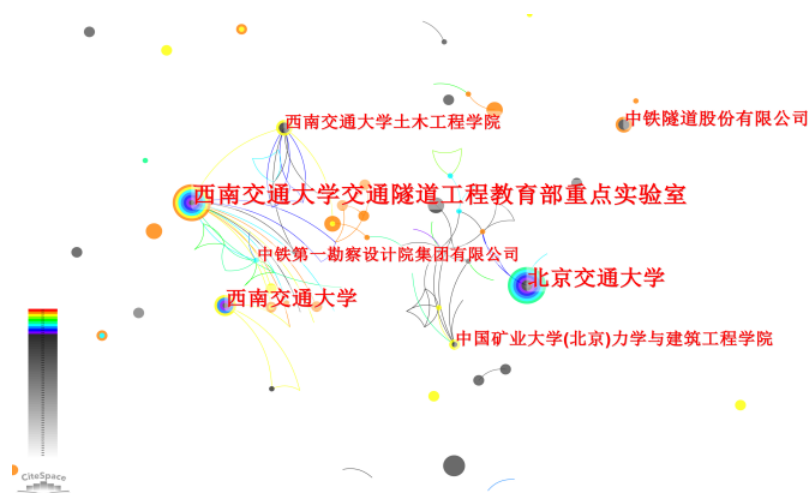 西南交通大学土木工程学院
中铁隧道股份有限公司
西南交通大学交通隧道工程教育部重点实验室
中铁第一勘察设计院集团有限公司
北京交通大学
西南交通大学
中国矿业大学(北京)力学与建筑工程学院
CiteSpace